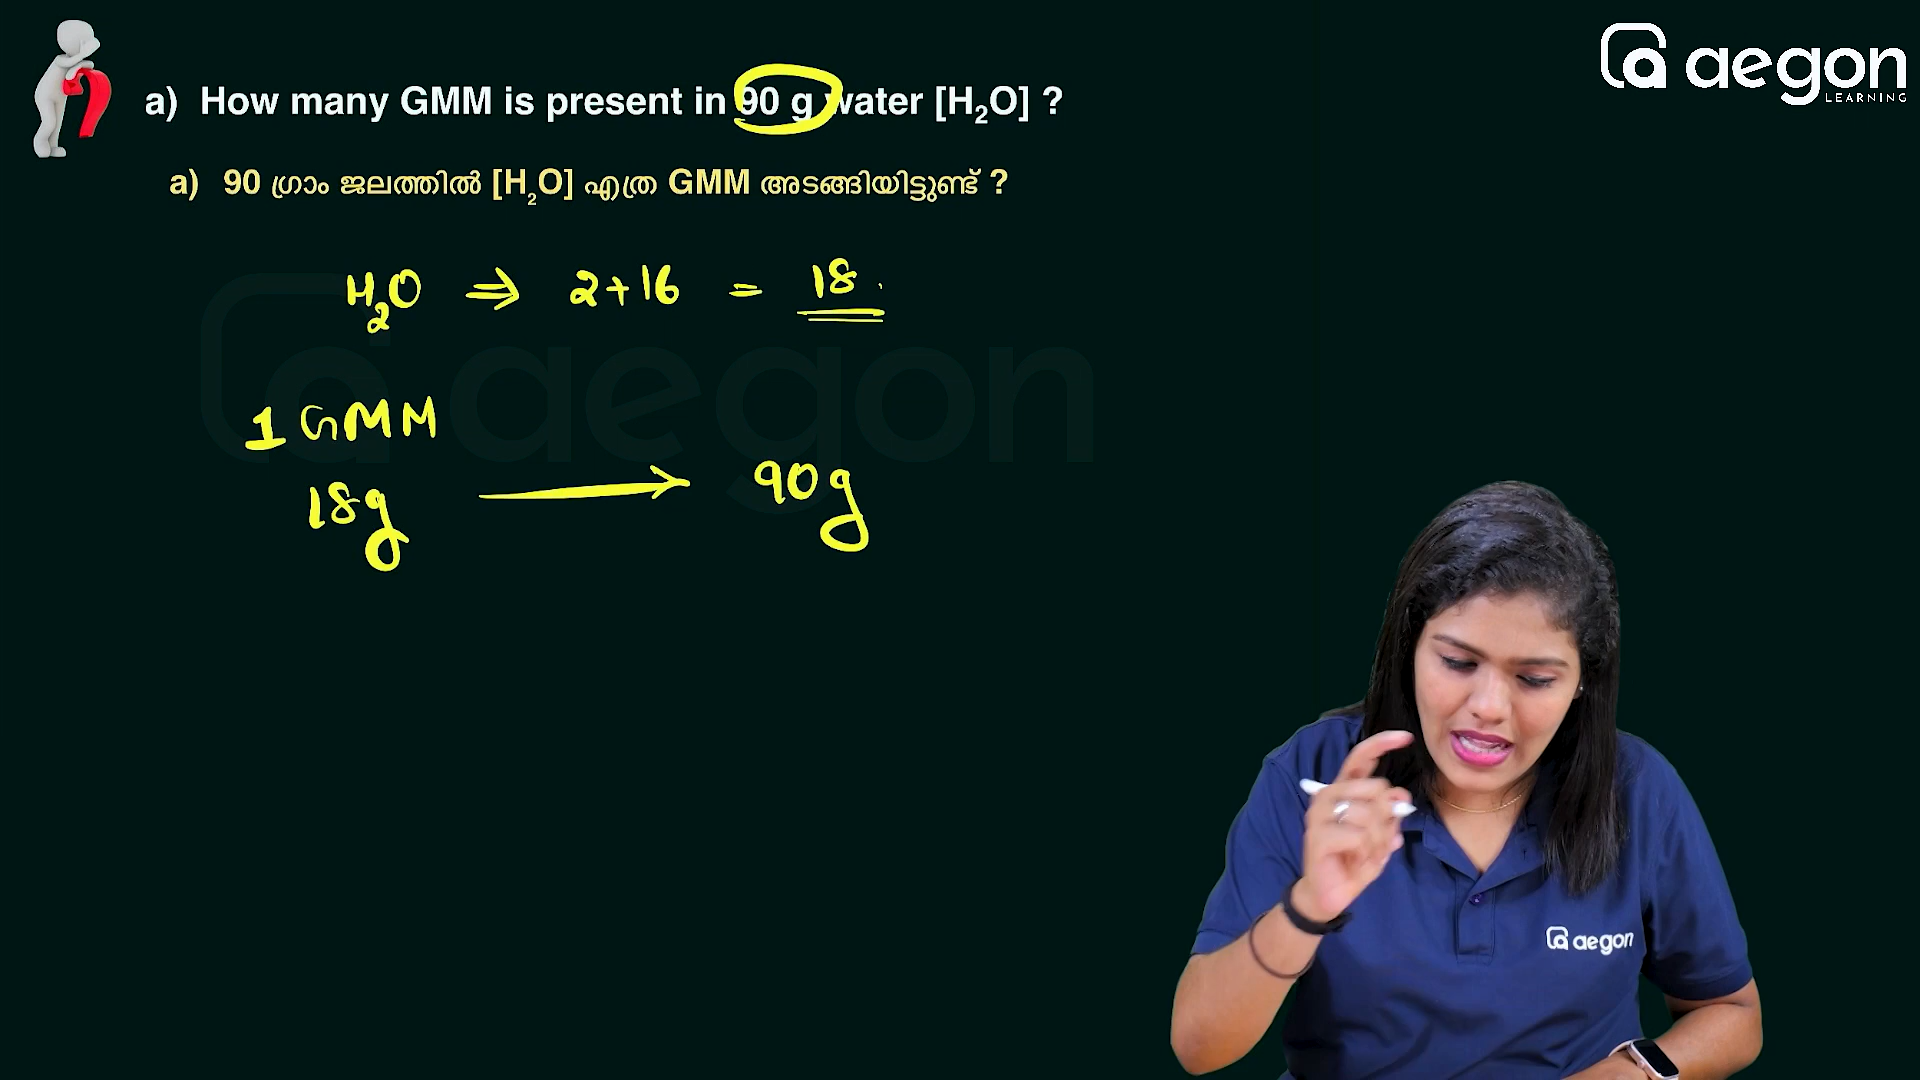 aegon
LEARNING
a) How many GMM is present in 90 g water [H₂O] ?
a) 90 ഗ്രാം ജലത്തിൽ [H₂O] എത്ര GMM അടങ്ങിയിട്ടുണ്ട് ?
H₂O ⇒ 2+16 = 18.
aegon
1 GMM
18g → 90g
aegon